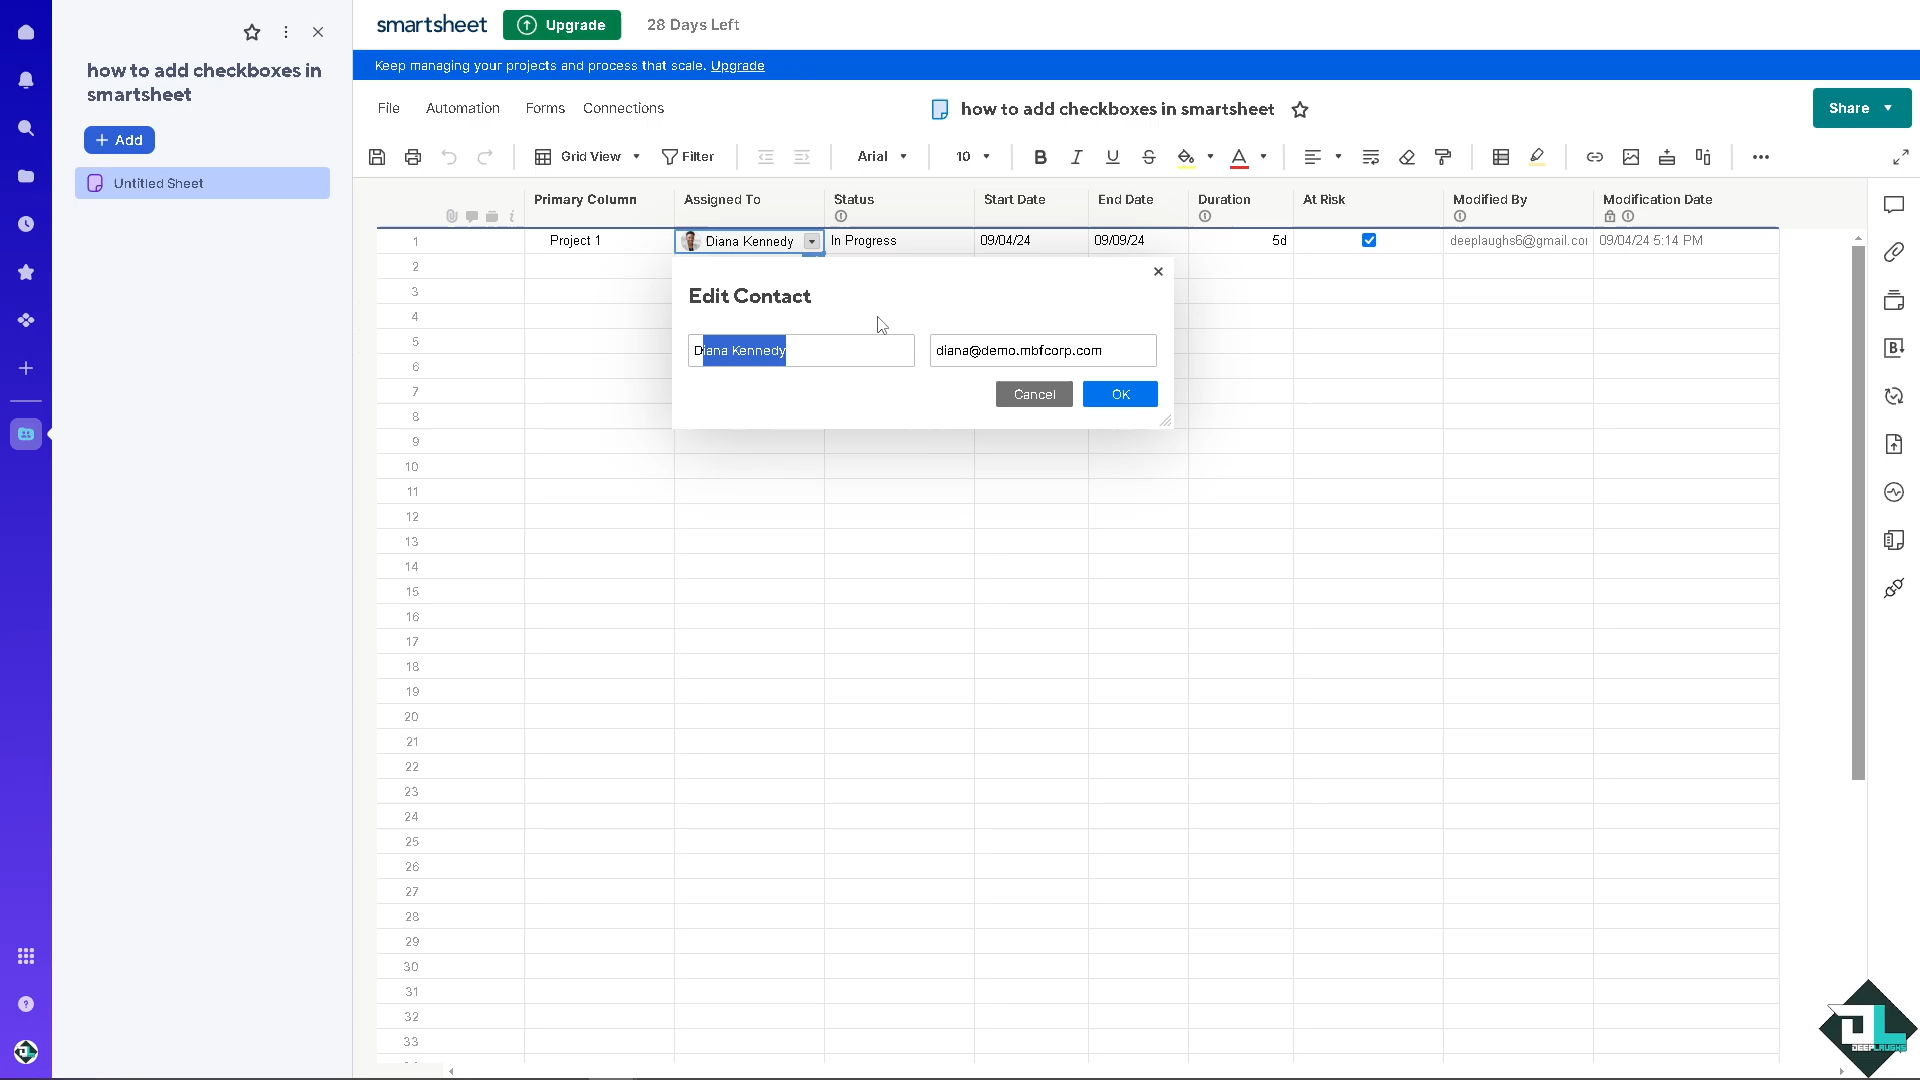 how to add checkboxes in
smartsheet
+ Add
Untitled Sheet
smartsheet
Upgrade
28 Days Left
Keep managing your projects and process that scale. Upgrade
File Automation Forms Connections
how to add checkboxes in smartsheet
Share
Grid View
Filter
Arial
10
B I U S A
Primary Column Assigned To Status Start Date End Date Duration At Risk Modified By Modification Date
1 Project 1 Diana Kennedy In Progress 09/04/24 09/09/24 5d deeplaughs6@gmail.co 09/04/24 5:14 PM
Edit Contact
Diana Kennedy
diana@demo.mbfcorp.com
Cancel
OK
2
3
4
5
6
7
8
9
10
11
12
13
14
15
16
17
18
19
20
21
22
23
24
25
26
27
28
29
30
31
32
33
DEEPLAUGHS